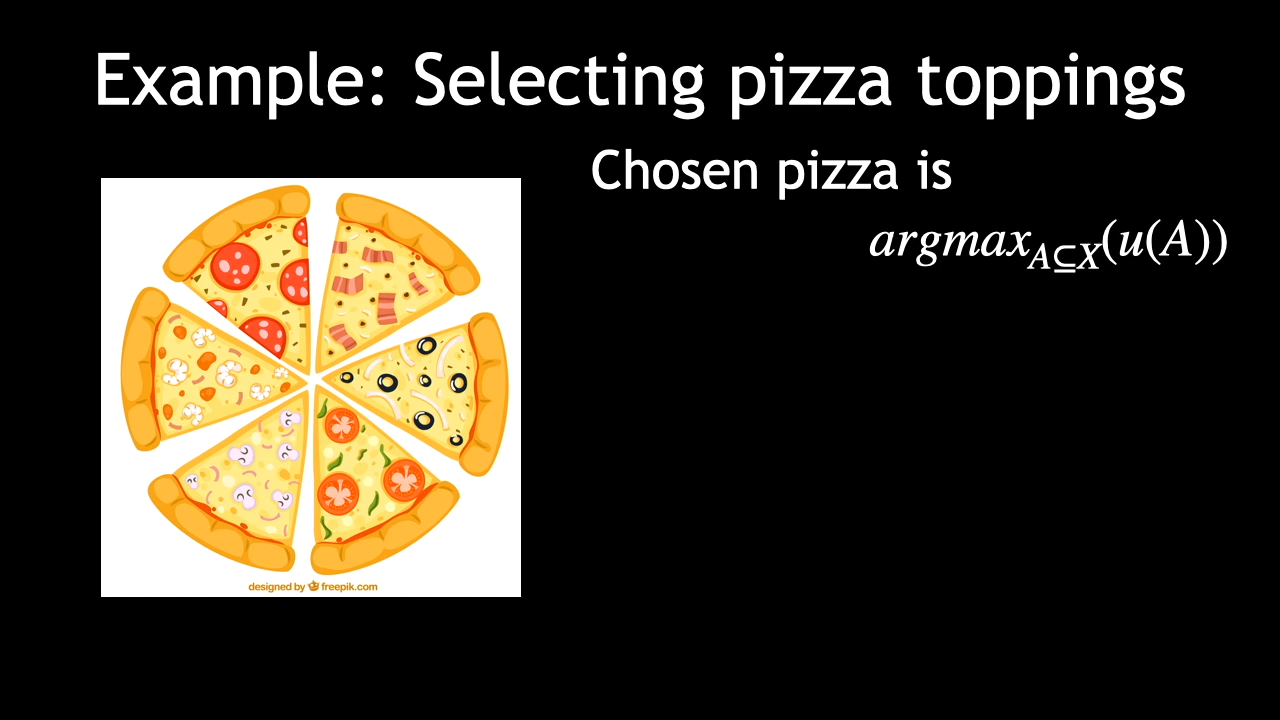 Example: Selecting pizza toppings
Chosen pizza is
argmax_{A⊆X}(u(A))
designed by freepik.com